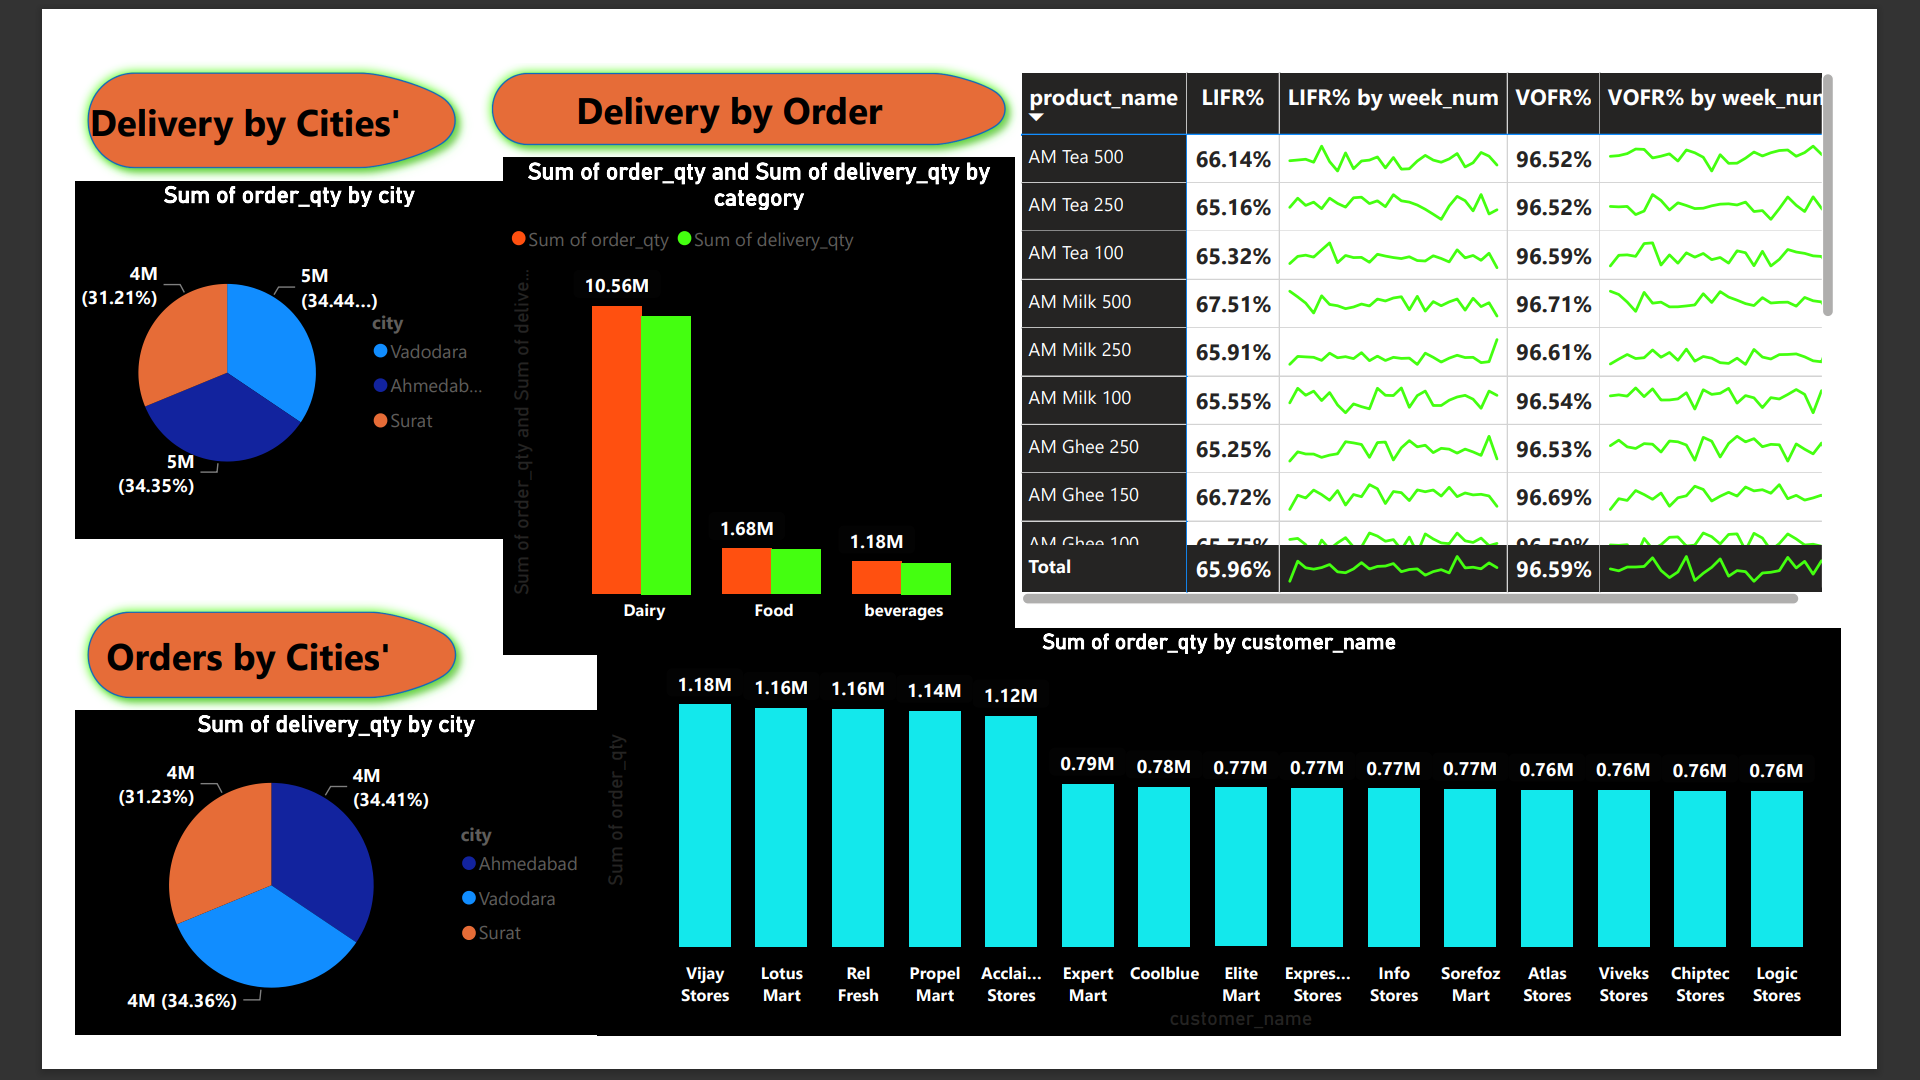 Delivery by Cities'
Sum of order_qty by city
4M
(31.21%)
5M
(34.44...)
5M
(34.35%)
city
Vadodara
Ahmedab...
Surat
Delivery by Order
Sum of order_qty and Sum of delivery_qty by
category
Sum of order_qty
Sum of delivery_qty
Sum of order_qty and Sum of delive...
10.56M
1.68M
1.18M
Dairy
Food
beverages
product_name LIFR% LIFR% by week_num VOFR% VOFR% by week_num
AM Tea 500 66.14% 96.52%
AM Tea 250 65.16% 96.52%
AM Tea 100 65.32% 96.59%
AM Milk 500 67.51% 96.71%
AM Milk 250 65.91% 96.61%
AM Milk 100 65.55% 96.54%
AM Ghee 250 65.25% 96.53%
AM Ghee 150 66.72% 96.69%
AM Ghee 100 65.75% 96.59%
Total 65.96% 96.59%
Orders by Cities'
Sum of delivery_qty by city
4M
(31.23%)
4M
(34.41%)
4M (34.36%)
city
Ahmedabad
Vadodara
Surat
Sum of order_qty by customer_name
Sum of order_qty
1.18M 1.16M 1.16M 1.14M 1.12M 0.79M 0.78M 0.77M 0.77M 0.77M 0.77M 0.76M 0.76M 0.76M 0.76M
Vijay Lotus Rel Propel Acclai... Expert Coolblue Elite Expres... Info Sorefoz Atlas Viveks Chiptec Logic
Stores Mart Fresh Mart Stores Mart Mart Stores Stores Mart Stores Stores Stores Stores
customer_name